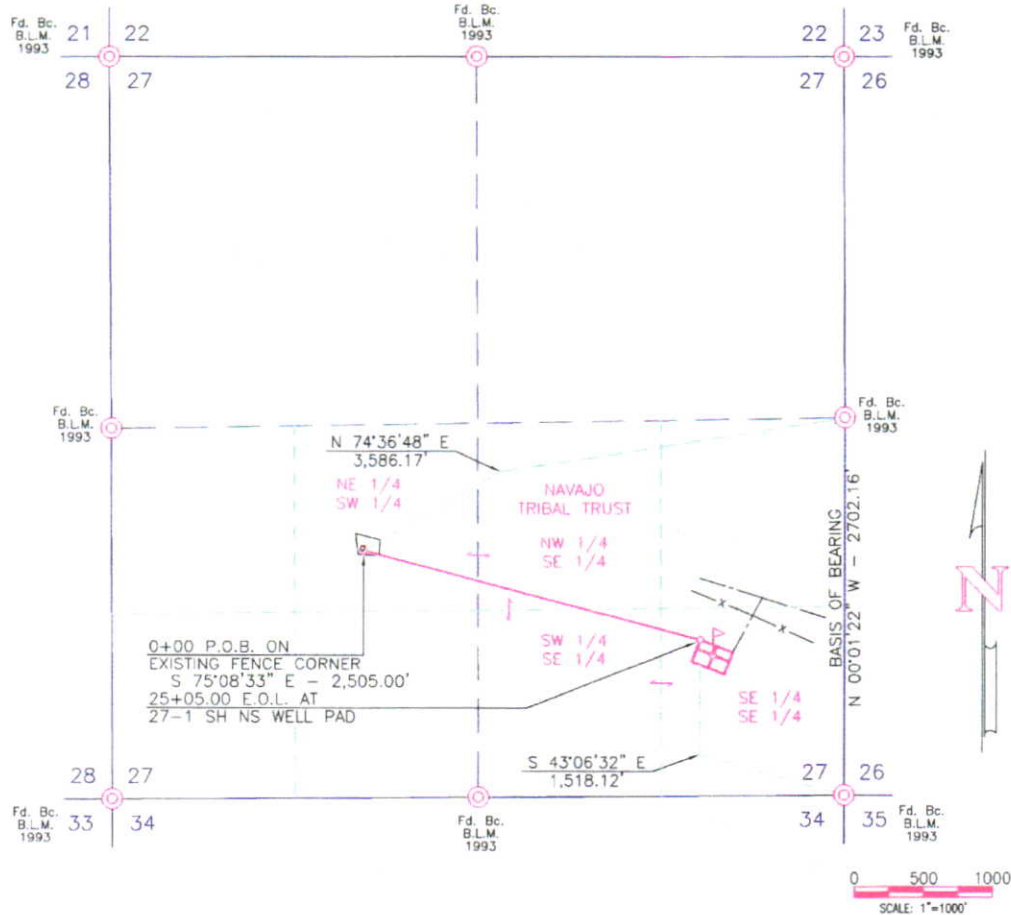 Fd. Bc.
B.L.M.
1993
21 22
28 27
Fd. Bc.
B.L.M.
1993
22 23
27 26
Fd. Bc.
B.L.M.
1993
Fd. Bc.
B.L.M.
1993
Fd. Bc.
B.L.M.
1993
N 74°36'48" E
3,586.17'
NE 1/4
SW 1/4
NAVAJO
TRIBAL TRUST
NW 1/4
SE 1/4
BASIS OF BEARING
N 00°01'22" W - 2702.16'
N
0+00 P.O.B. ON
EXISTING FENCE CORNER
S 75°08'33" E - 2,505.00'
25+05.00 E.O.L. AT
27-1 SH NS WELL PAD
SW 1/4
SE 1/4
x x
SE 1/4
SE 1/4
S 43°06'32" E
1,518.12'
28 27
33 34
Fd. Bc.
B.L.M.
1993
Fd. Bc.
B.L.M.
1993
27 26
34 35
Fd. Bc.
B.L.M.
1993
0 500 1000
SCALE: 1"=1000'